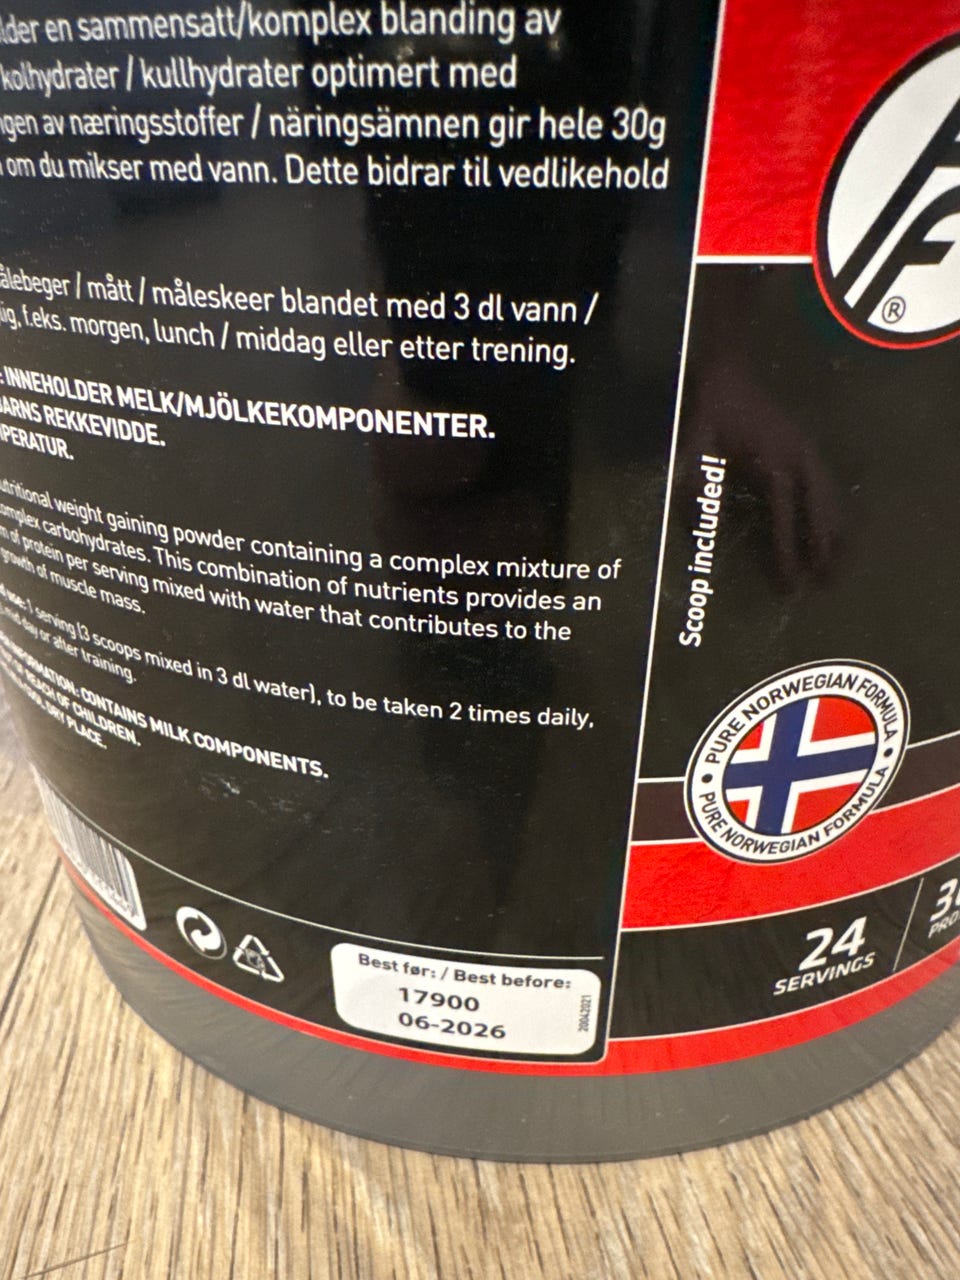 en sammensatt/komplex blanding av
kolhydrater / kullhydrater optimert med
av næringsstoffer / näringsämnen gir hele 30g
om du mikser med vann. Dette bidrar til vedlikehold
/ mått / måleskeer blandet med 3 dl vann /
f.eks. morgen, lunch / middag eller etter trening.
INNEHOLDER MELK/MJÖLKEKOMPONENTER.
BARNS REKKEVIDDE.
weight gaining powder containing a complex mixture of
complex carbohydrates. This combination of nutrients provides an
of protein per serving mixed with water that contributes to the
growth of muscle mass.
1 serving (3 scoops mixed in 3 dl water), to be taken 2 times daily,
day or after training.
CONTAINS MILK COMPONENTS.
REACH OF CHILDREN.
DRY PLACE.
Best før: / Best before:
17900
06-2026
20042021
Scoop included!
PURE NORWEGIAN FORMULA • PURE NORWEGIAN FORMULA •
24
SERVINGS
®